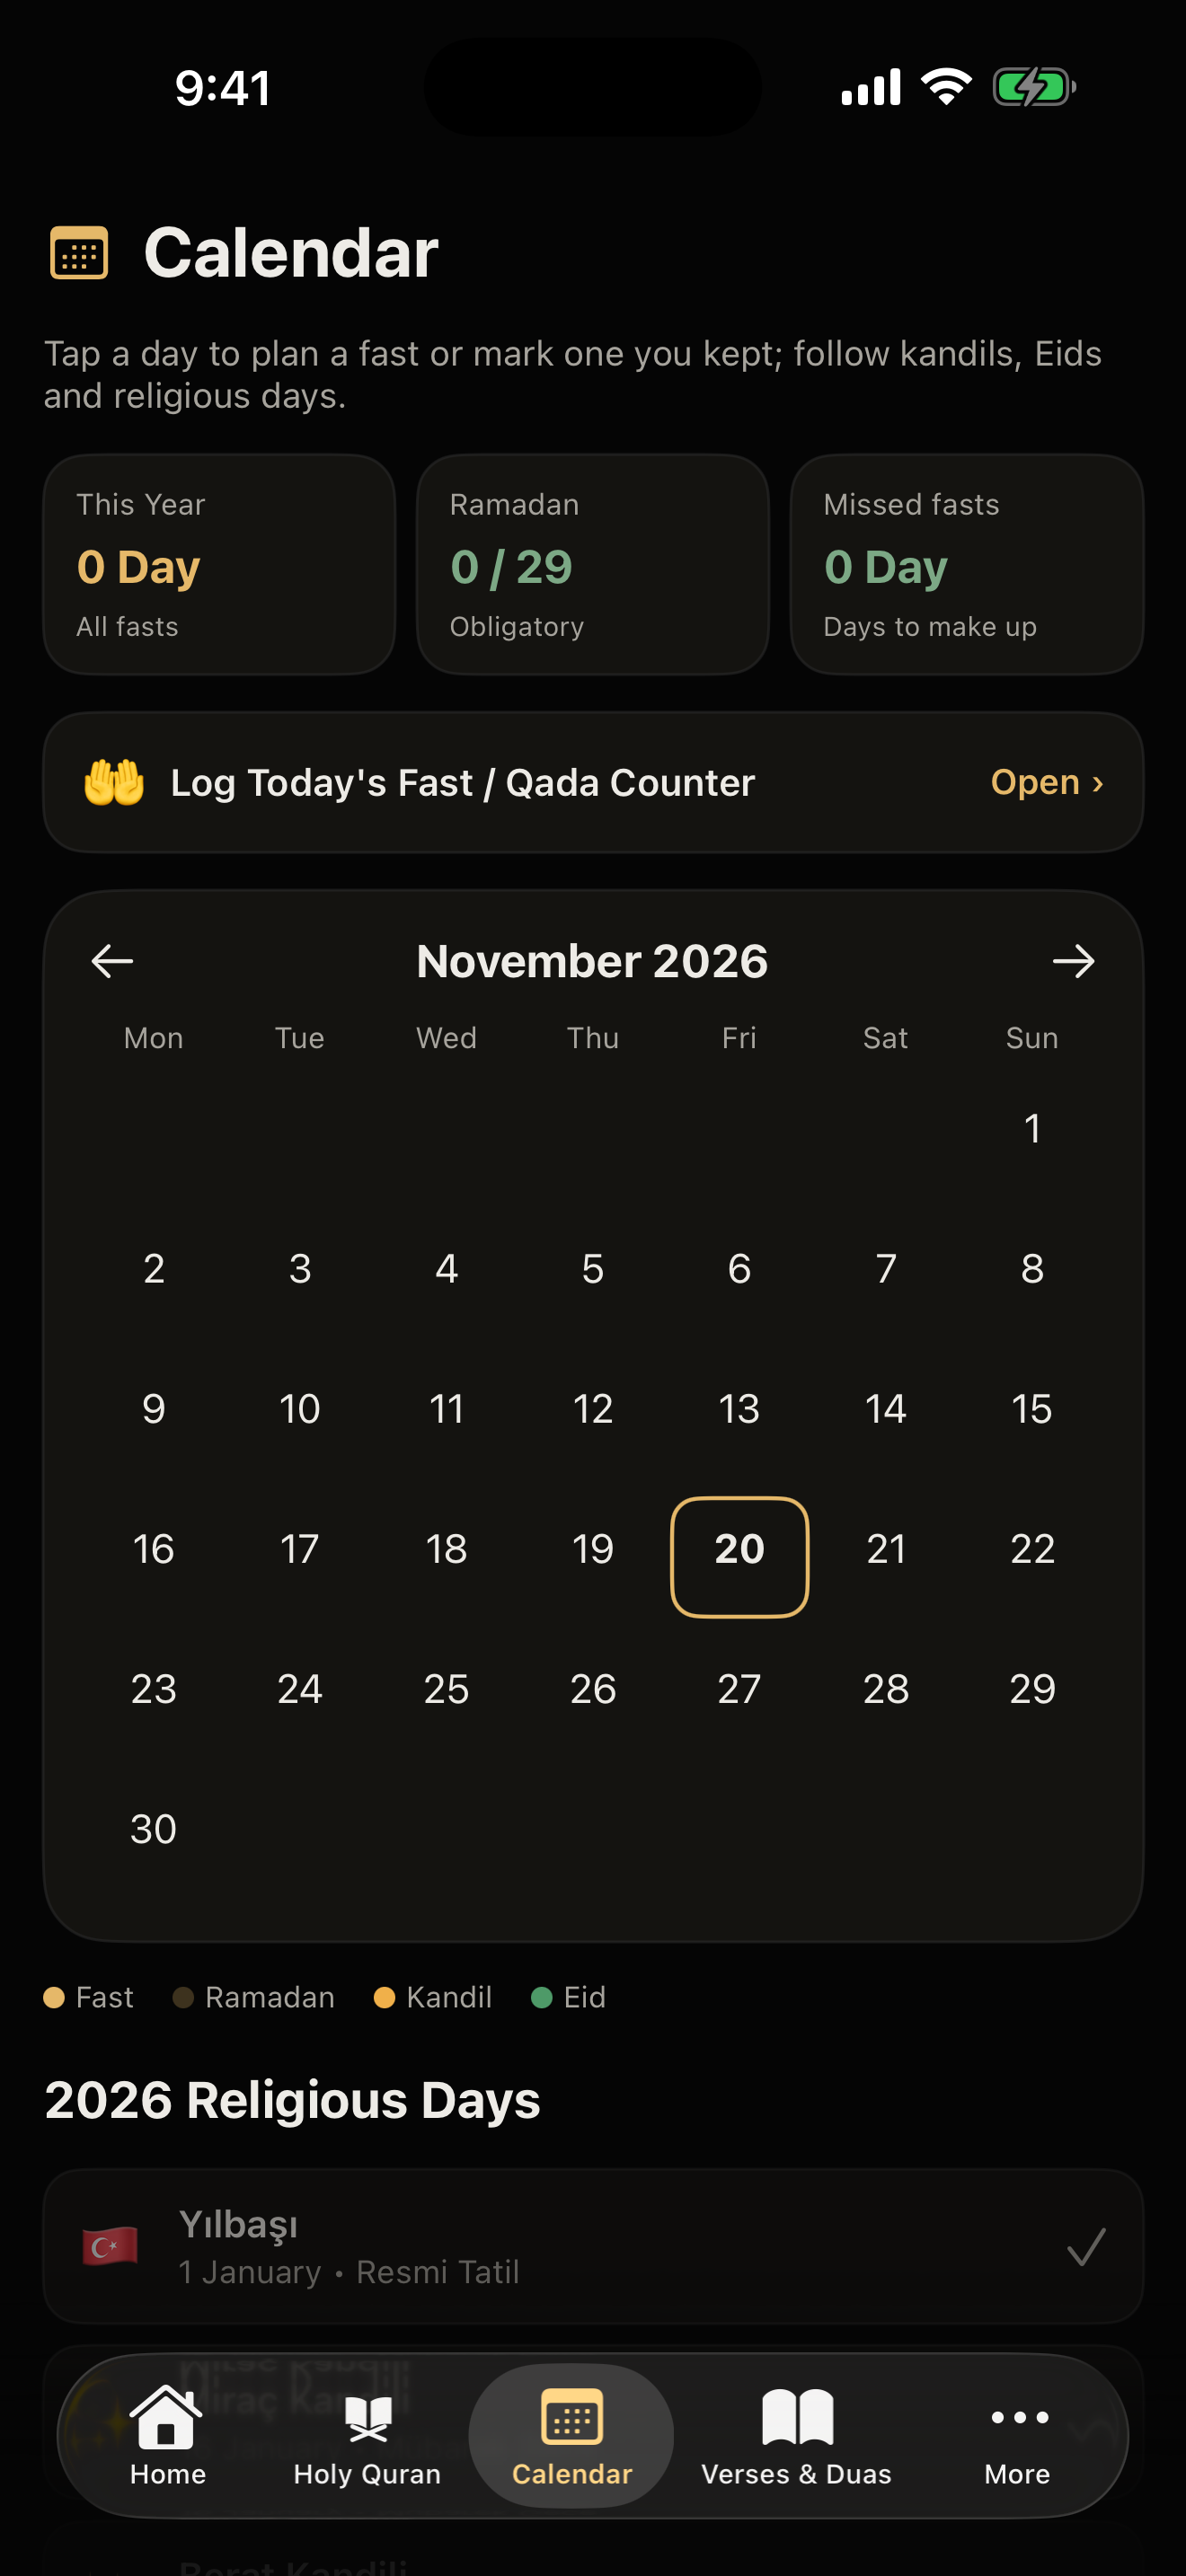 9:41
Calendar
Tap a day to plan a fast or mark one you kept; follow kandils, Eids
and religious days.
This Year
0 Day
All fasts
Ramadan
0 / 29
Obligatory
Missed fasts
0 Day
Days to make up
Log Today's Fast / Qada Counter
Open ›
November 2026
Mon Tue Wed Thu Fri Sat Sun
1
2 3 4 5 6 7 8
9 10 11 12 13 14 15
16 17 18 19 20 21 22
23 24 25 26 27 28 29
30
Fast Ramadan Kandil Eid
2026 Religious Days
Yılbaşı
1 January • Resmi Tatil
Miraç Kandili
Home Holy Quran Calendar Verses & Duas More
Berat Kandili